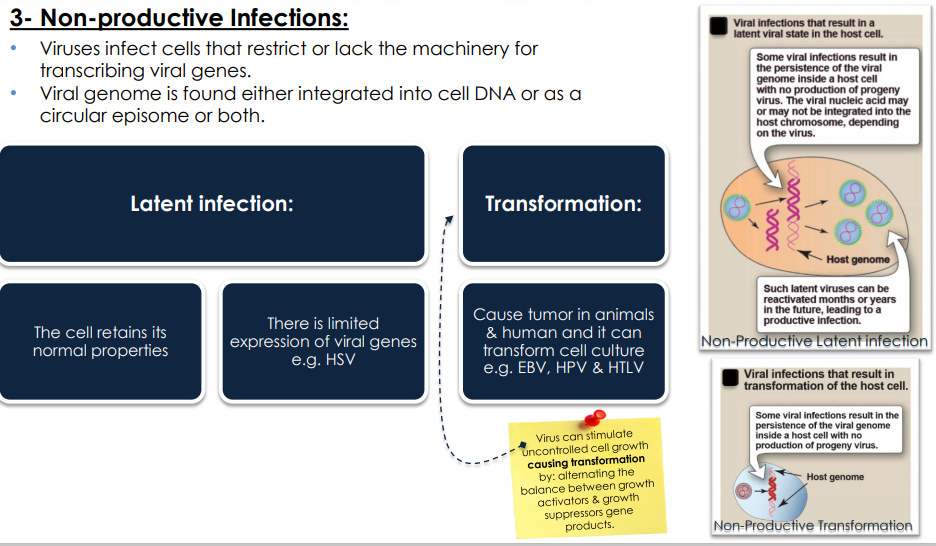 3- Non-productive Infections:
• Viruses infect cells that restrict or lack the machinery for
transcribing viral genes.
• Viral genome is found either integrated into cell DNA or as a
circular episome or both.
Latent infection:
The cell retains its
normal properties
There is limited
expression of viral genes
e.g. HSV
Transformation:
Cause tumor in animals
& human and it can
transform cell culture
e.g. EBV, HPV & HTLV
Virus can stimulate
uncontrolled cell growth
causing transformation
by: alternating the
balance between growth
activators & growth
suppressors gene
products.
Viral infections that result in a
latent viral state in the host cell.
Some viral infections result in
the persistence of the viral
genome inside a host cell
with no production of progeny
virus. The viral nucleic acid may
or may not be integrated into the
host chromosome, depending
on the virus.
Host genome
Such latent viruses can be
reactivated months or years
in the future, leading to a
productive infection.
Non-Productive Latent infection
Viral infections that result in
transformation of the host cell.
Some viral infections result in the
persistence of the viral genome
inside a host cell with no
production of progeny virus.
Host genome
Non-Productive Transformation